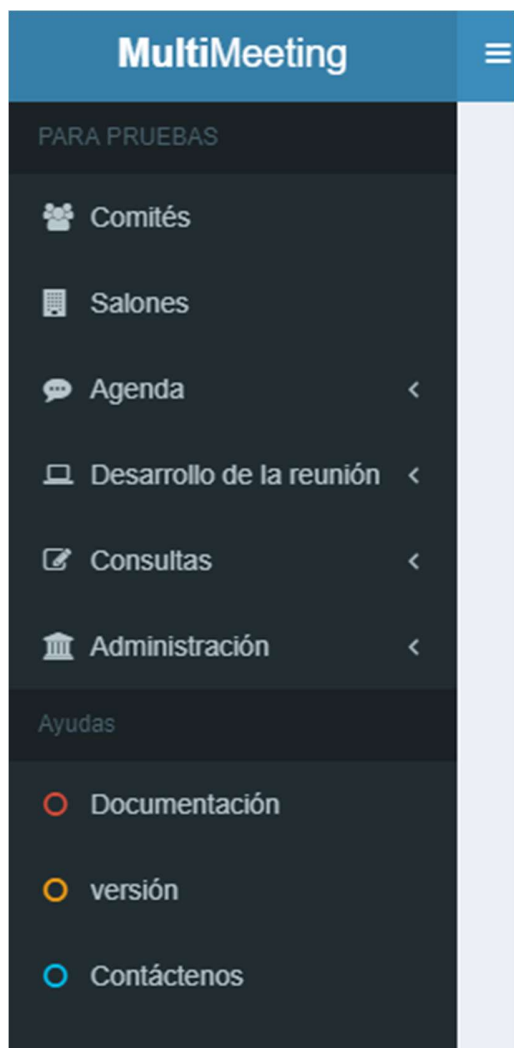 MultiMeeting
PARA PRUEBAS
Comités
Salones
Agenda
Desarrollo de la reunión
Consultas
Administración
Ayudas
Documentación
versión
Contáctenos